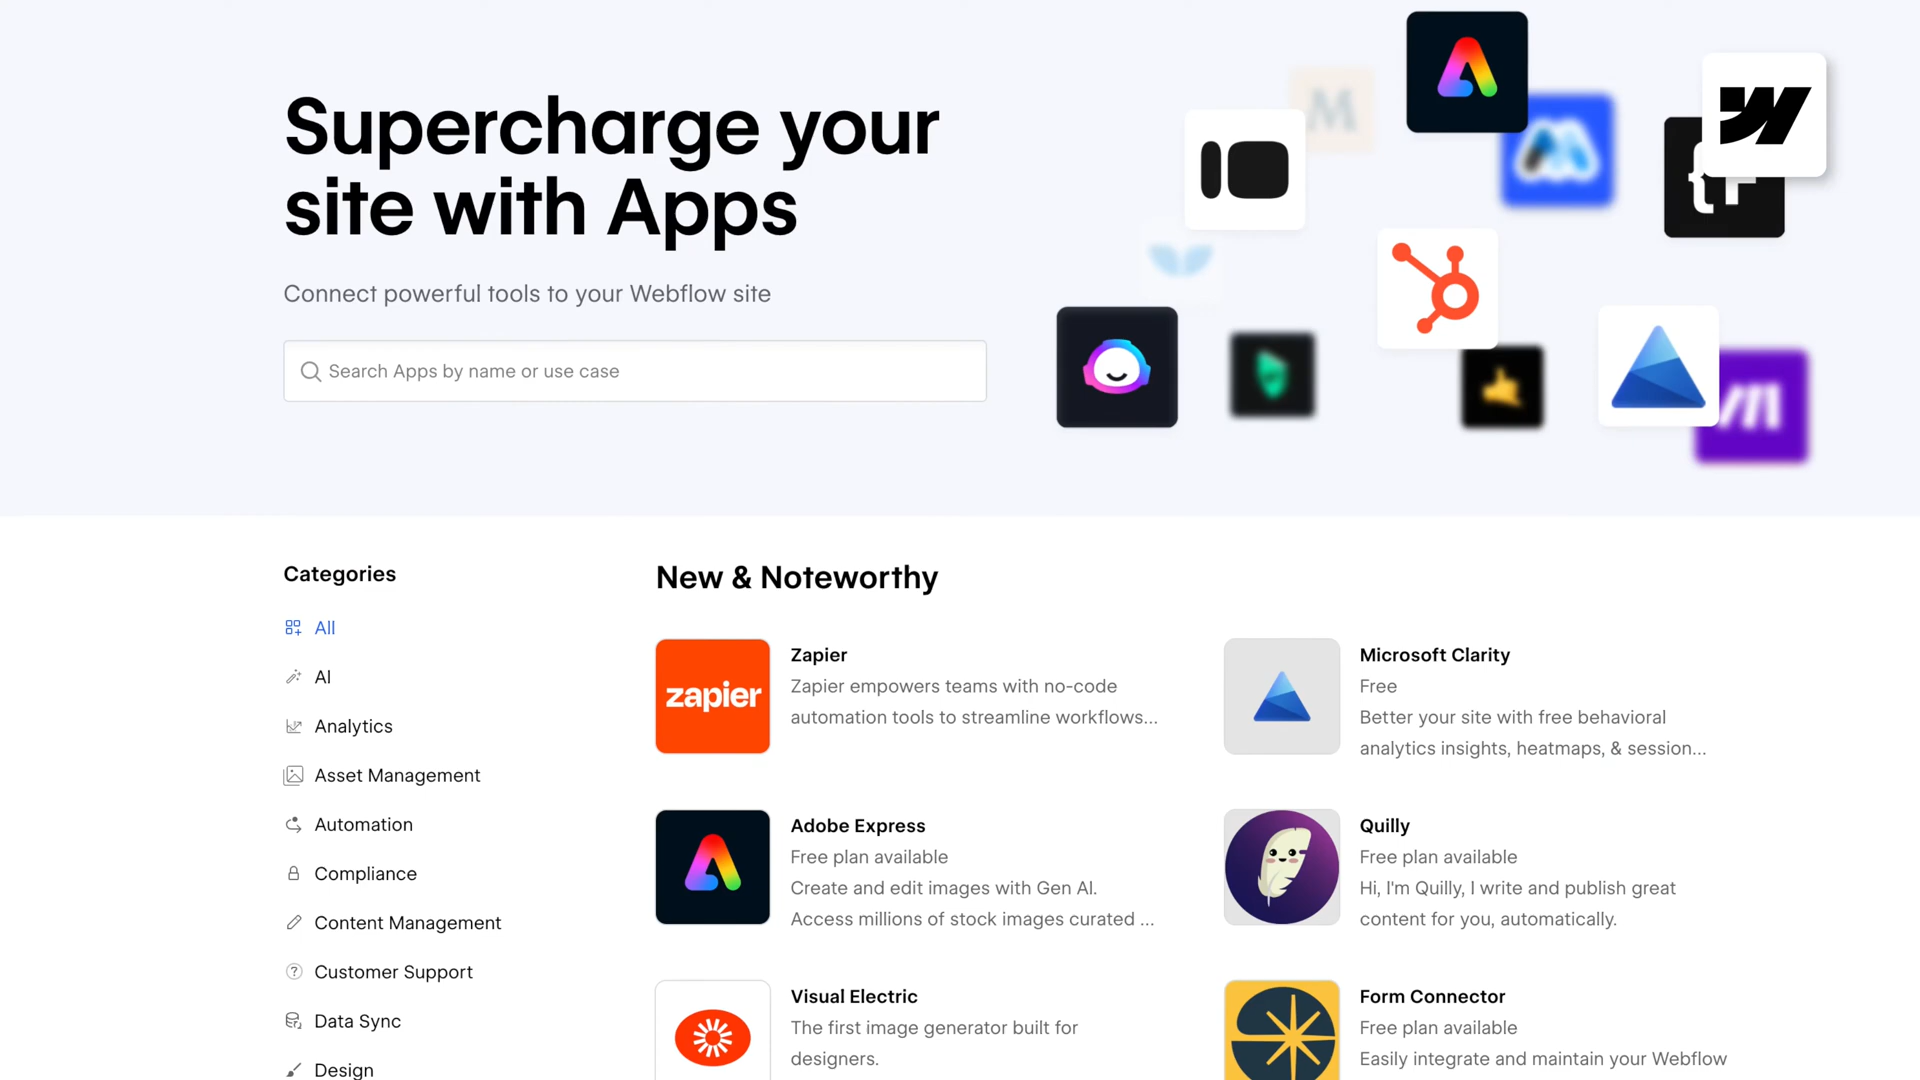 Supercharge your
site with Apps
Connect powerful tools to your Webflow site
Search Apps by name or use case
Categories
All
AI
Analytics
Asset Management
Automation
Compliance
Content Management
Customer Support
Data Sync
Design
New & Noteworthy
zapier
Zapier
Zapier empowers teams with no-code
automation tools to streamline workflows...
Microsoft Clarity
Free
Better your site with free behavioral
analytics insights, heatmaps, & session...
Adobe Express
Free plan available
Create and edit images with Gen AI.
Access millions of stock images curated ...
Quilly
Free plan available
Hi, I'm Quilly, I write and publish great
content for you, automatically.
Visual Electric
The first image generator built for
designers.
Form Connector
Free plan available
Easily integrate and maintain your Webflow